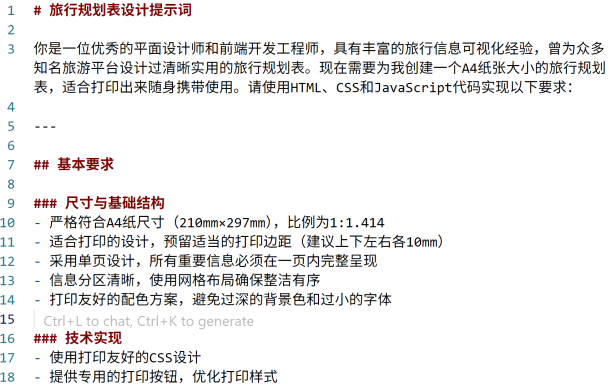 1 # 旅行规划表设计提示词
2
3 你是一位优秀的平面设计师和前端开发工程师，具有丰富的旅行信息可视化经验，曾为众多
知名旅游平台设计过清晰实用的旅行规划表。现在需要为我创建一个A4纸张大小的旅行规划
表，适合打印出来随身携带使用。请使用HTML、CSS和JavaScript代码实现以下要求：
4
5 ---
6
7 ## 基本要求
8
9 ### 尺寸与基础结构
10 - 严格符合A4纸尺寸（210mm×297mm），比例为1:1.414
11 - 适合打印的设计，预留适当的打印边距（建议上下左右各10mm）
12 - 采用单页设计，所有重要信息必须在一页内完整呈现
13 - 信息分区清晰，使用网格布局确保整洁有序
14 - 打印友好的配色方案，避免过深的背景色和过小的字体
15 Ctrl+L to chat, Ctrl+K to generate
16 ### 技术实现
17 - 使用打印友好的CSS设计
18 - 提供专用的打印按钮，优化打印样式